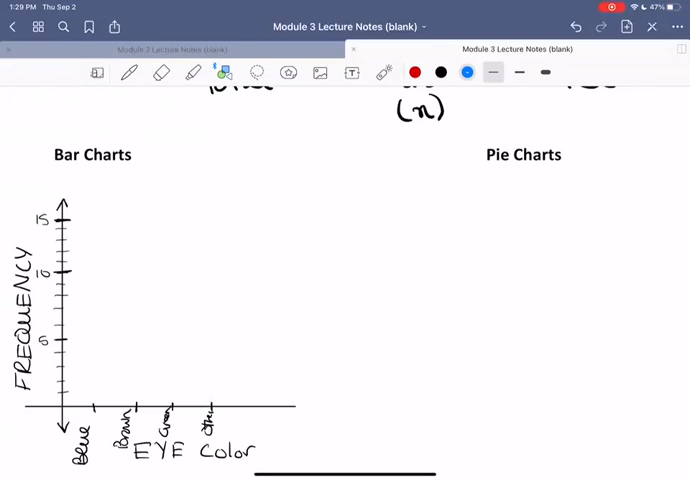 1:29 PM Thu Sep 2
47%
Module 3 Lecture Notes (blank)
Module 2 Lecture Notes (blank)
Module 3 Lecture Notes (blank)
T
(n)
Bar Charts
Pie Charts
15
10
5
FREQUENCY
Blue
Brown
Green
Other
EYE Color